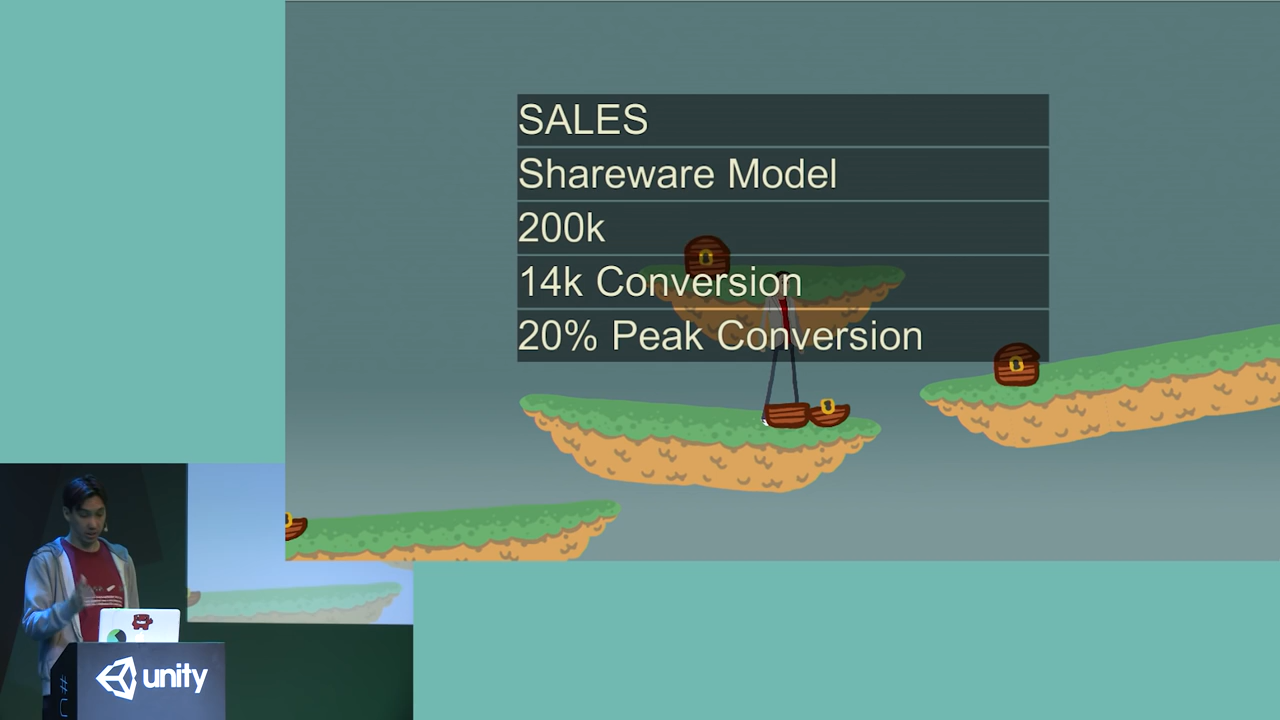 SALES
Shareware Model
200k
14k Conversion
20% Peak Conversion
unity
#U